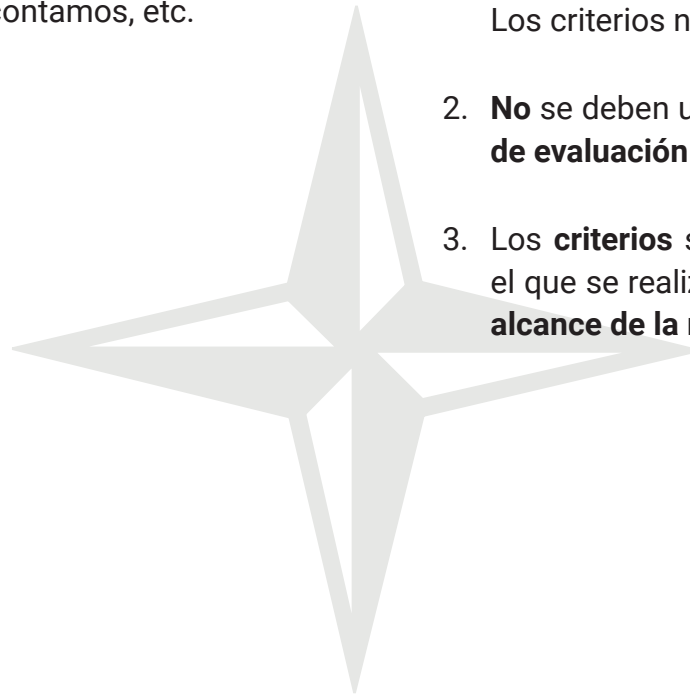 contamos, etc.
Los criterios n
2. No se deben u
de evaluación
3. Los criterios s
el que se realiz
alcance de la